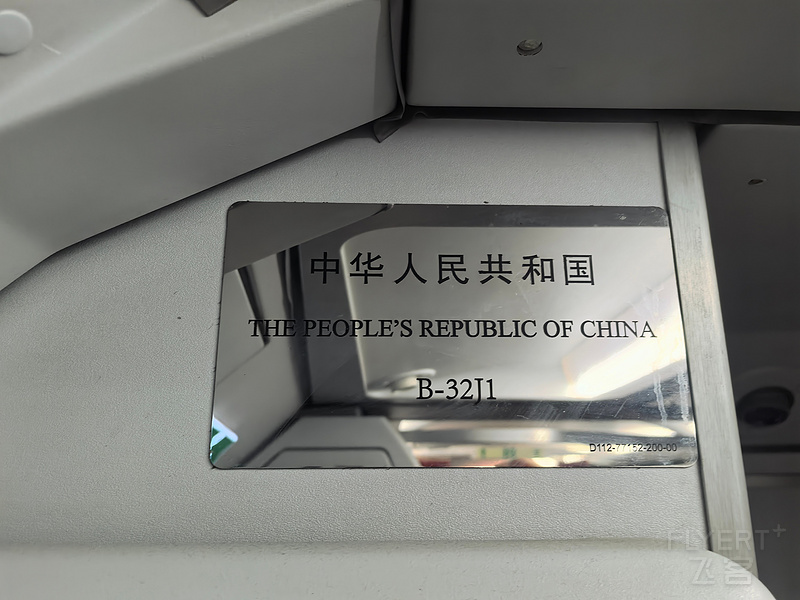 中华人民共和国
THE PEOPLE'S REPUBLIC OF CHINA
B-32J1
D112-77152-200-00
FLYERT+
飞客